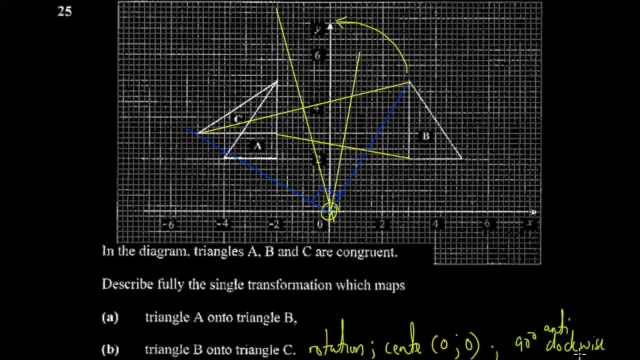 25
y
6
4
C
A
B
2
-6 -4 -2 0 2 4 6 x
In the diagram, triangles A, B and C are congruent.
Describe fully the single transformation which maps
(a) triangle A onto triangle B,
anti
(b) triangle B onto triangle C. rotation; cente (0 ; 0) ; 90° clockwise